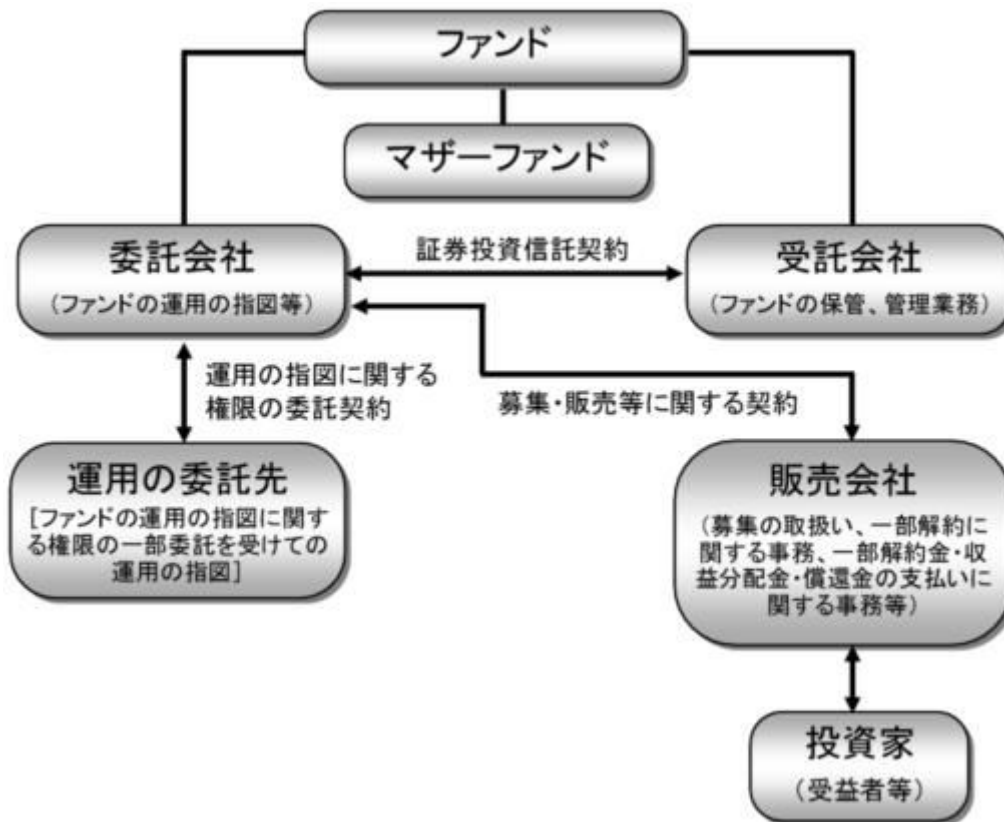 ファンド
マザーファンド
委託会社
（ファンドの運用の指図等）
証券投資信託契約
受託会社
（ファンドの保管、管理業務）
運用の指図に関する
権限の委託契約
募集・販売等に関する契約
運用の委託先
［ファンドの運用の指図に関す
る権限の一部委託を受けての
運用の指図］
販売会社
（募集の取扱い、一部解約に
関する事務、一部解約金・収
益分配金・償還金の支払いに
関する事務等）
投資家
（受益者等）